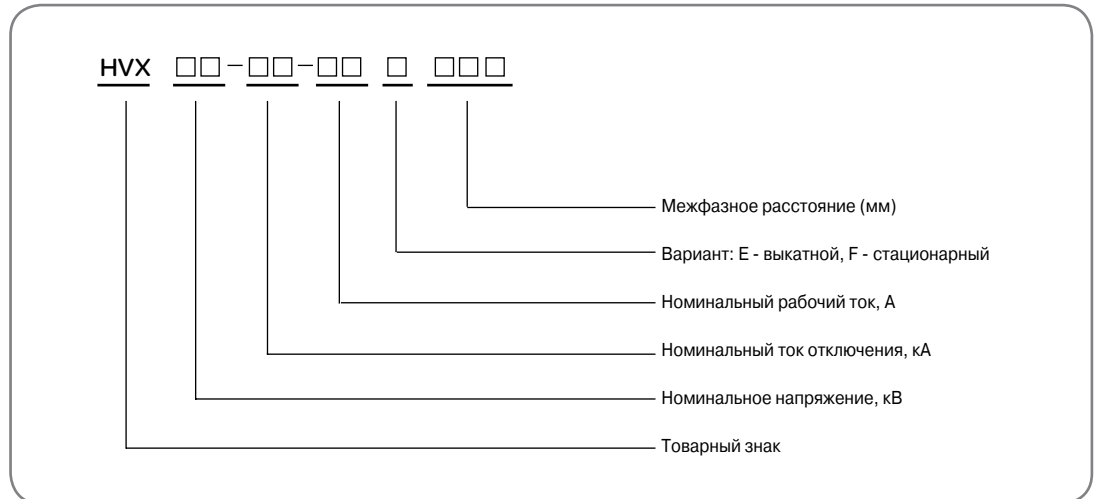 HVX □□-□□-□□ □ □□□
Межфазное расстояние (мм)
Вариант: E - выкатной, F - стационарный
Номинальный рабочий ток, А
Номинальный ток отключения, кА
Номинальное напряжение, кВ
Товарный знак